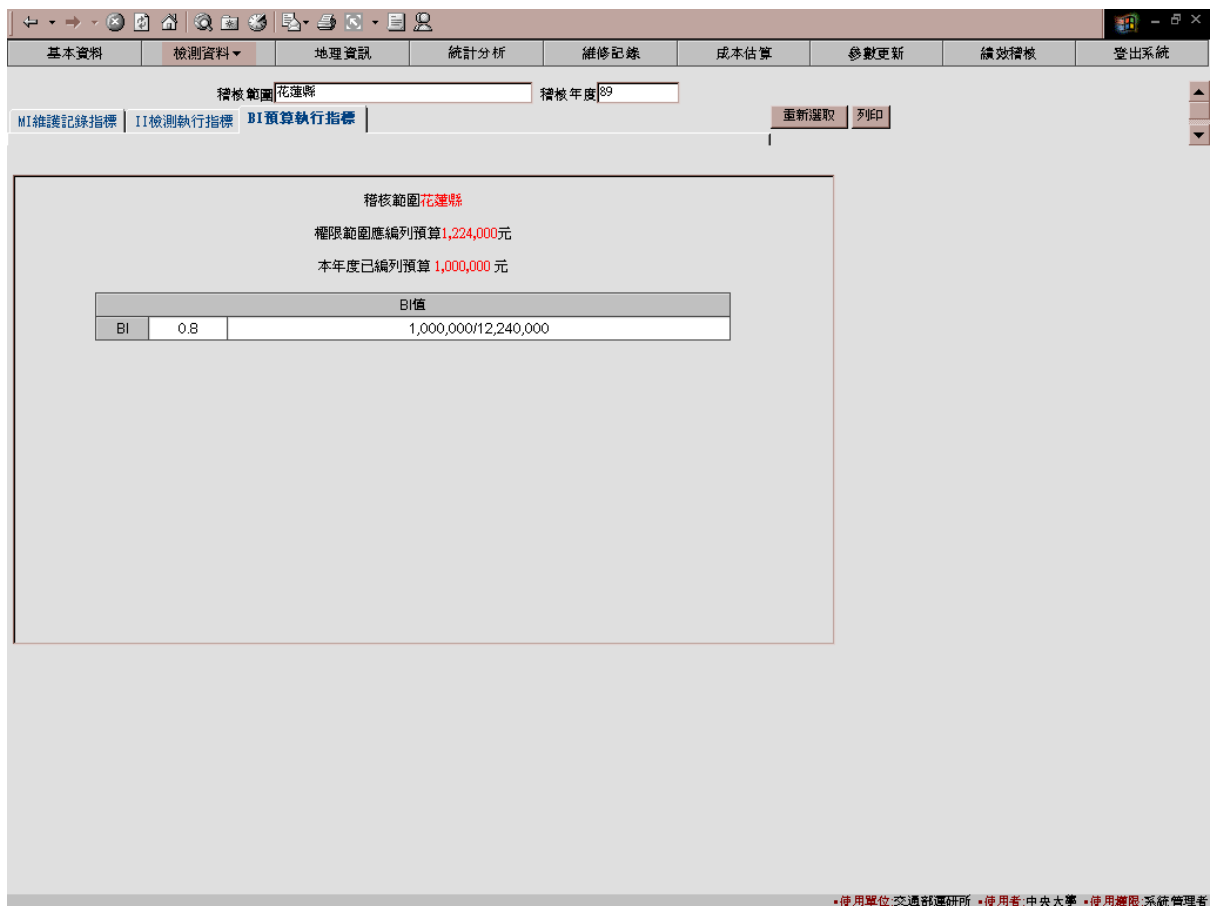 基本資料 檢測資料▼ 地理資訊 統計分析 維修記錄 成本估算 參數更新 績效稽核 登出系統
稽核範圍 花蓮縣 稽核年度 89
MI維護記錄指標 II檢測執行指標 BI預算執行指標 重新選取 列印
稽核範圍花蓮縣
權限範圍應編列預算1,224,000元
本年度已編列預算 1,000,000 元
BI值
BI 0.8 1,000,000/12,240,000
▪使用單位:交通部運研所 ▪使用者:中央大學 ▪使用權限:系統管理者